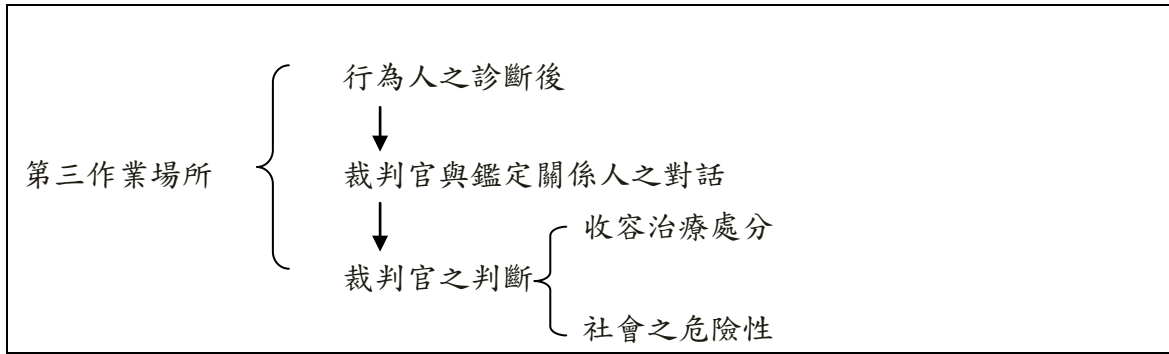 行為人之診斷後
第三作業場所
裁判官與鑑定關係人之對話
收容治療處分
裁判官之判斷
社會之危險性